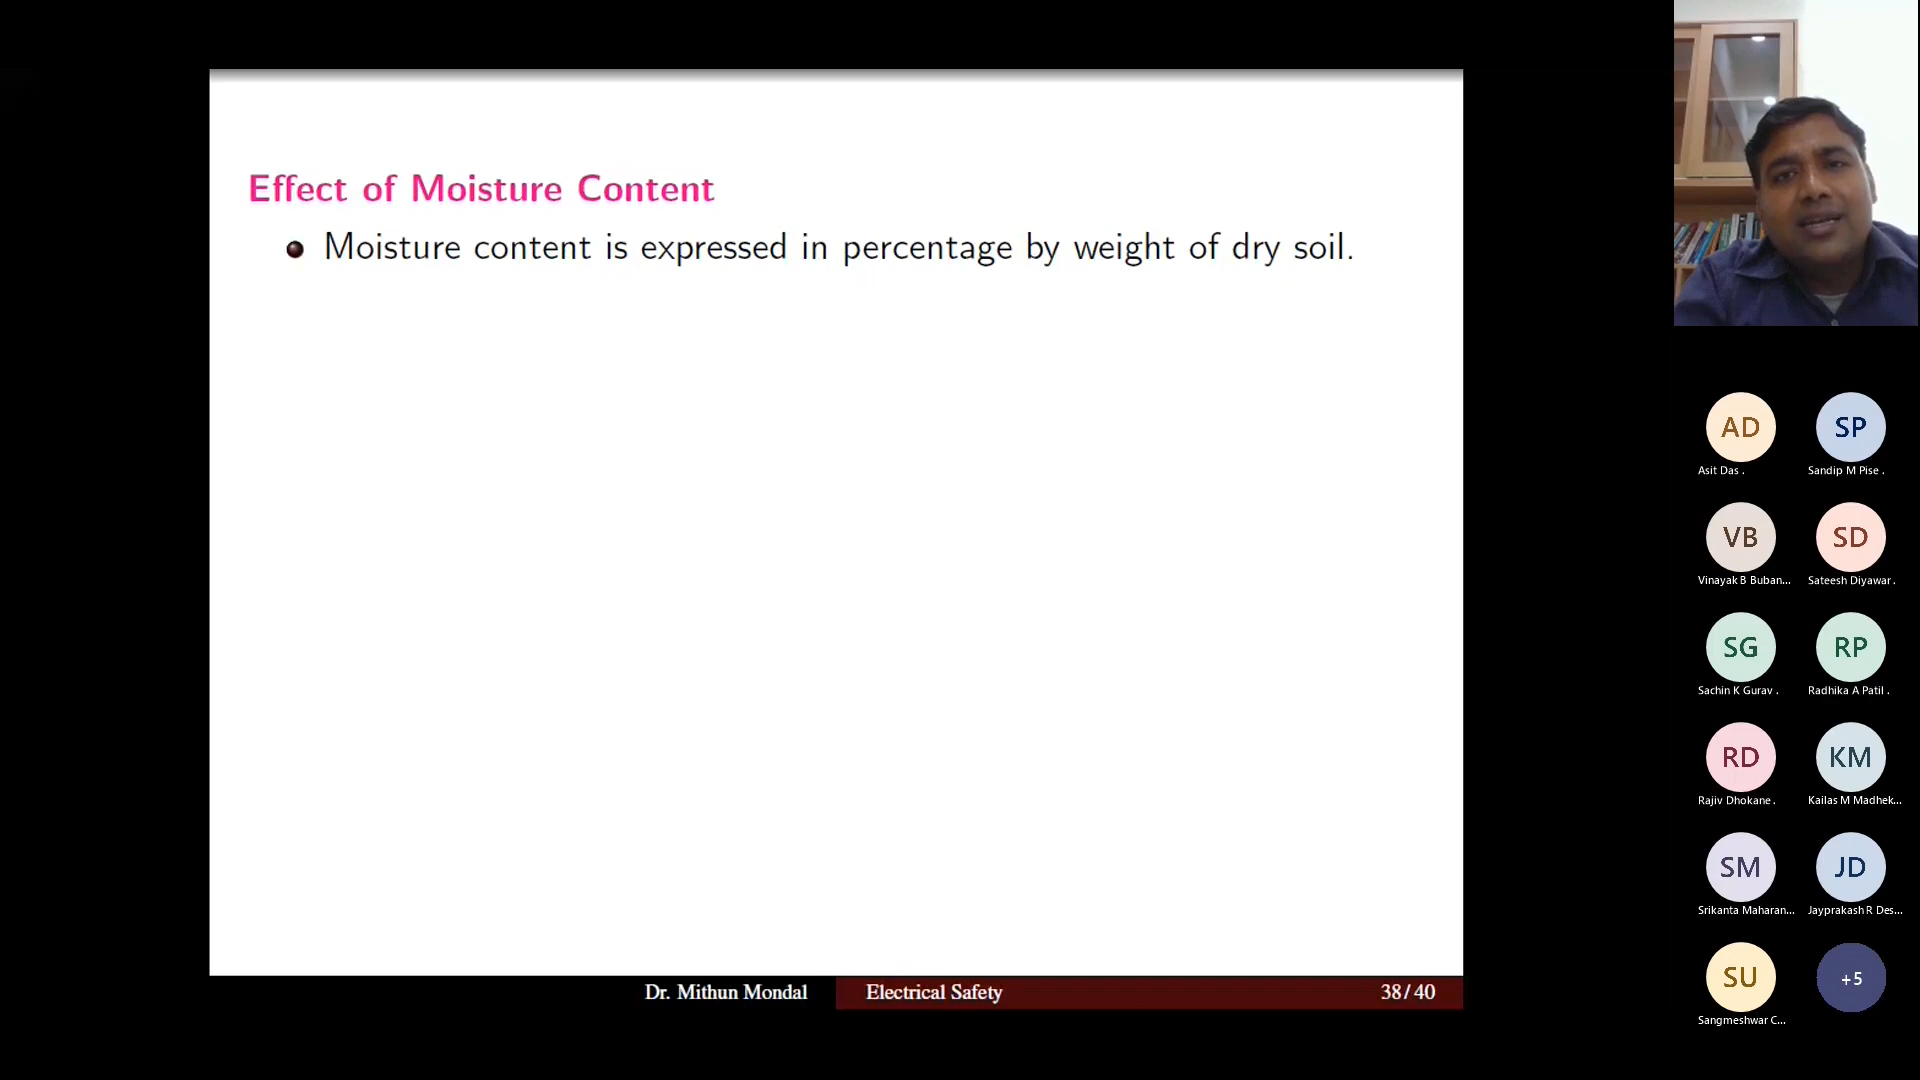 Effect of Moisture Content
Moisture content is expressed in percentage by weight of dry soil.
Dr. Mithun Mondal
Electrical Safety
38/40
AD
SP
Asit Das .
Sandip M Pise .
VB
SD
Vinayak B Buban...
Sateesh Diyawar .
SG
RP
Sachin K Gurav .
Radhika A Patil .
RD
KM
Rajiv Dhokane .
Kailas M Madhek...
SM
JD
Srikanta Maharan...
Jayprakash R Des...
SU
+5
Sangmeshwar C...